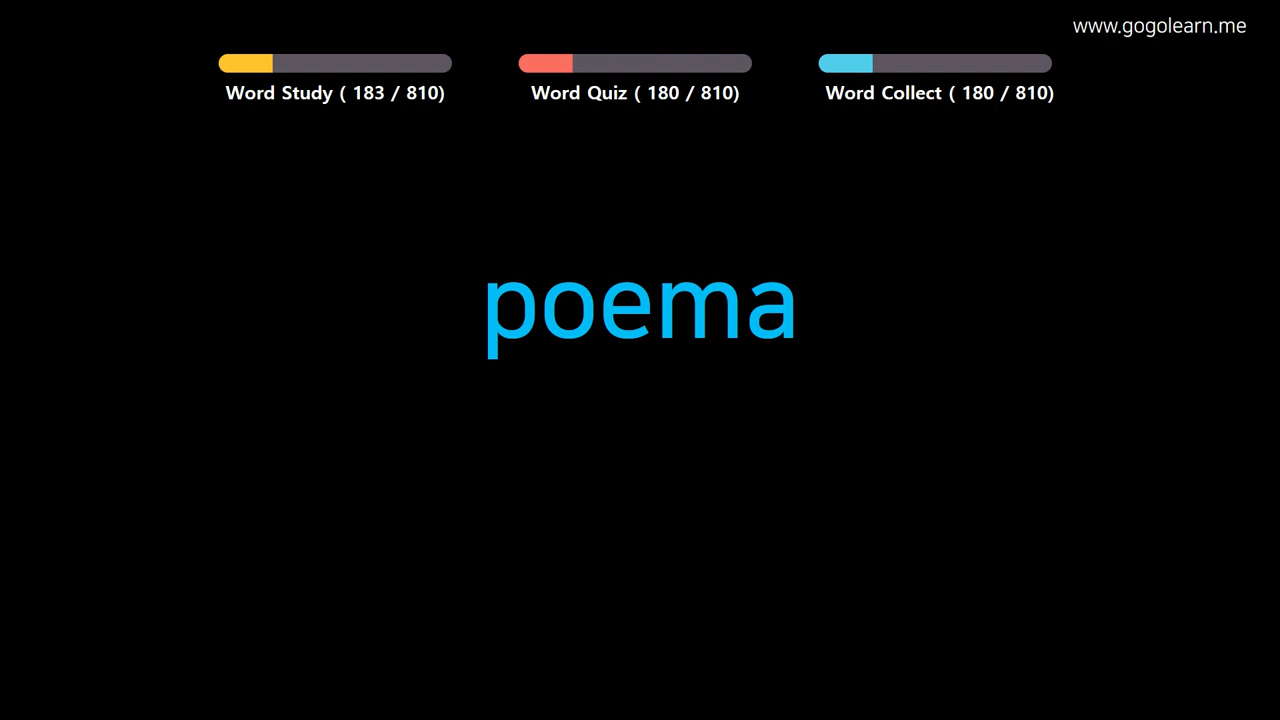 www.gogolearn.me
Word Study ( 183 / 810)
Word Quiz ( 180 / 810)
Word Collect ( 180 / 810)
poema